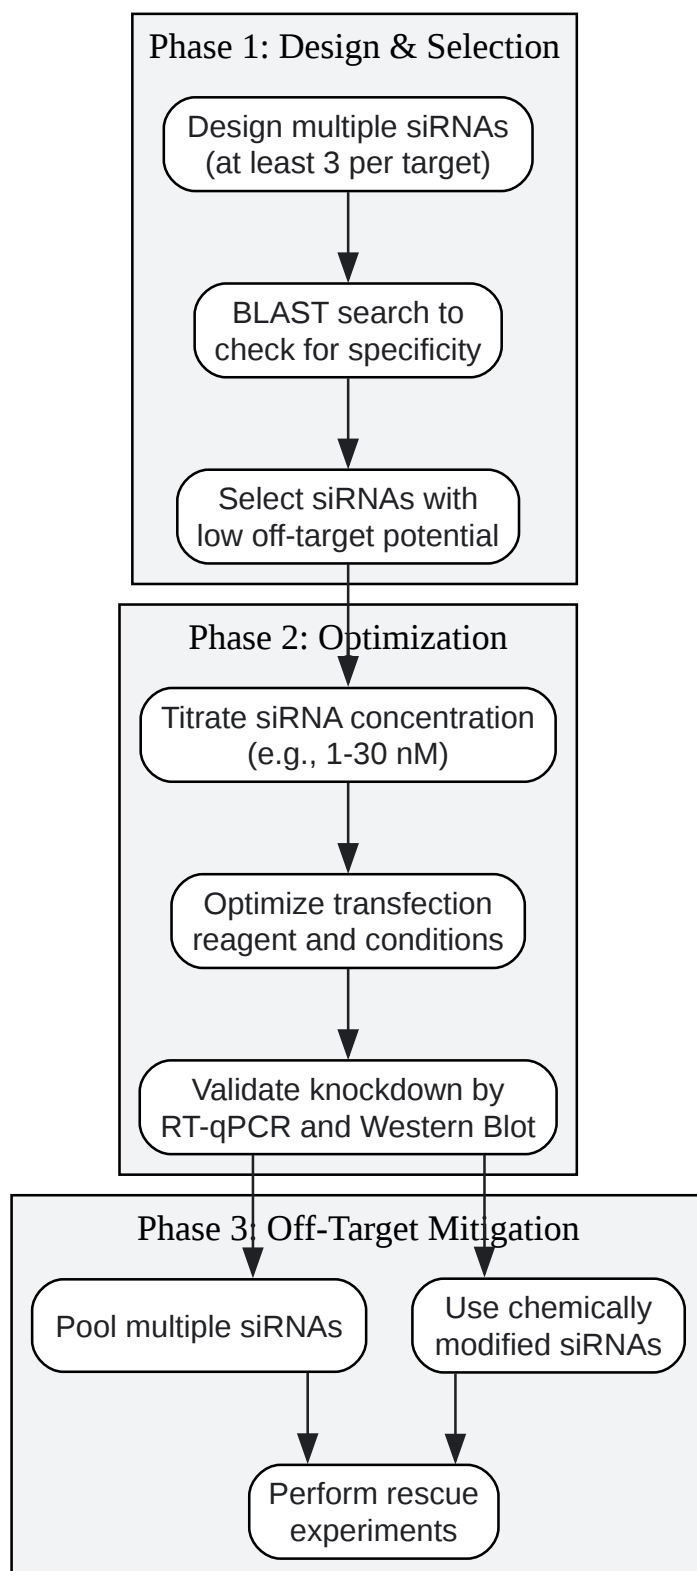 Phase 1: Design & Selection
Design multiple siRNAs
(at least 3 per target)
BLAST search to
check for specificity
Select siRNAs with
low off-target potential
Phase 2: Optimization
Titrate siRNA concentration
(e.g., 1-30 nM)
Optimize transfection
reagent and conditions
Validate knockdown by
RT-qPCR and Western Blot
Phase 3: Off-Target Mitigation
Pool multiple siRNAs
Use chemically
modified siRNAs
Perform rescue
experiments